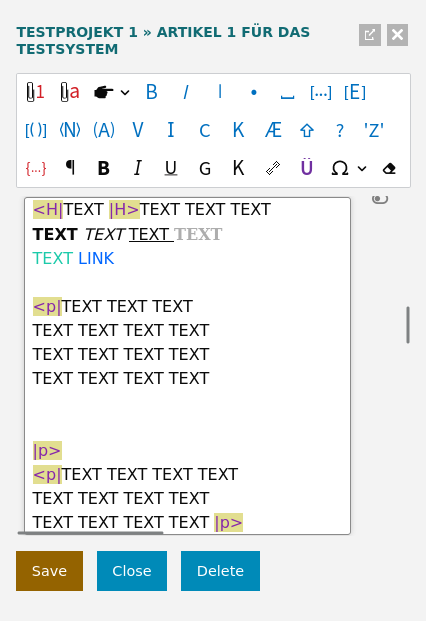 TESTPROJEKT 1 » ARTIKEL 1 FÜR DAS
TESTSYSTEM
1 a B I | • [...] [E]
[()] ⟨N⟩ (A) V I C K Æ ? 'Z'
{...} ¶ B I U G K Ü Ω
<H|TEXT |H>TEXT TEXT TEXT
TEXT TEXT TEXT TEXT
TEXT LINK
<p|TEXT TEXT TEXT
TEXT TEXT TEXT TEXT
TEXT TEXT TEXT TEXT
TEXT TEXT TEXT TEXT
|p>
<p|TEXT TEXT TEXT TEXT
TEXT TEXT TEXT TEXT
TEXT TEXT TEXT TEXT |p>
Save Close Delete